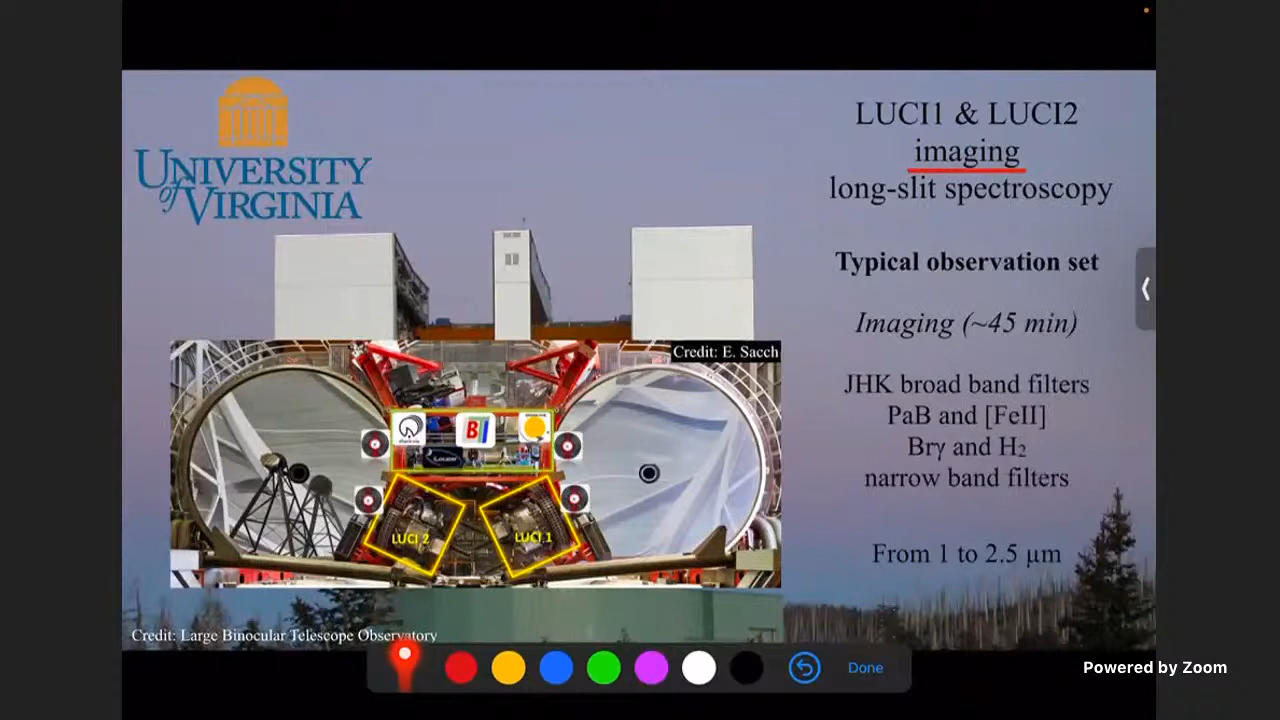 UNIVERSITY
of VIRGINIA
LUCI1 & LUCI2
imaging
long-slit spectroscopy
Typical observation set
Imaging (~45 min)
JHK broad band filters
PaB and [FeII]
Brγ and H₂
narrow band filters
From 1 to 2.5 µm
Credit: E. Sacch
LUCI 2
LUCI 1
Credit: Large Binocular Telescope Observatory
Done
Powered by Zoom